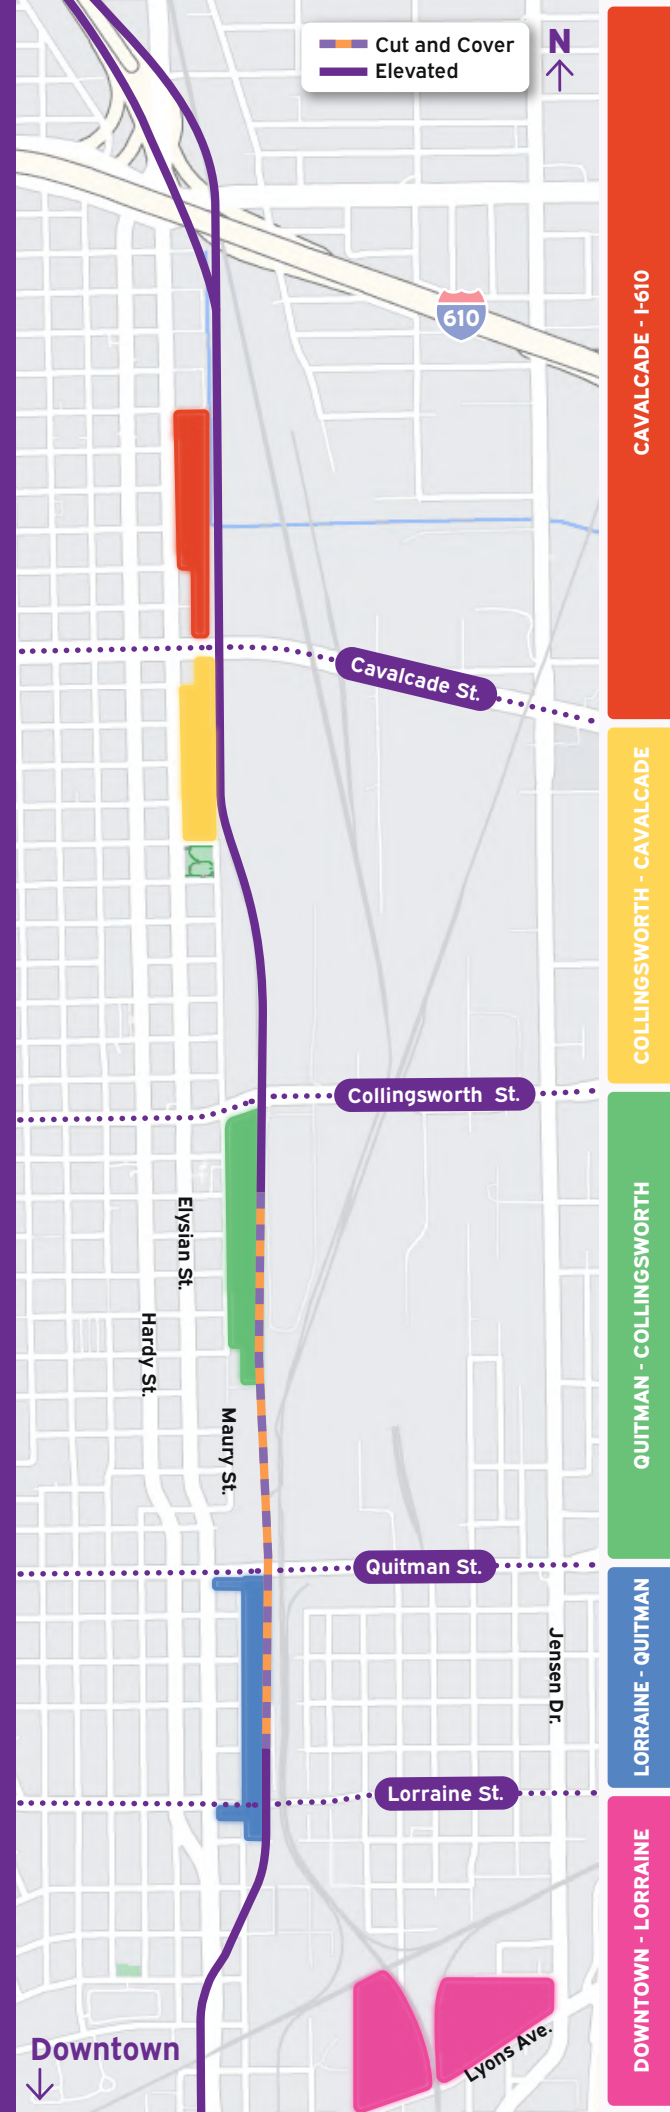 Cut and Cover
Elevated
N
610
CAVALCADE - I-610
Cavalcade St.
COLLINGSWORTH - CAVALCADE
Collingsworth St.
Elysian St.
Hardy St.
Maury St.
QUITMAN - COLLINGSWORTH
Quitman St.
Jensen Dr.
LORRAINE - QUITMAN
Lorraine St.
DOWNTOWN - LORRAINE
Lyons Ave.
Downtown